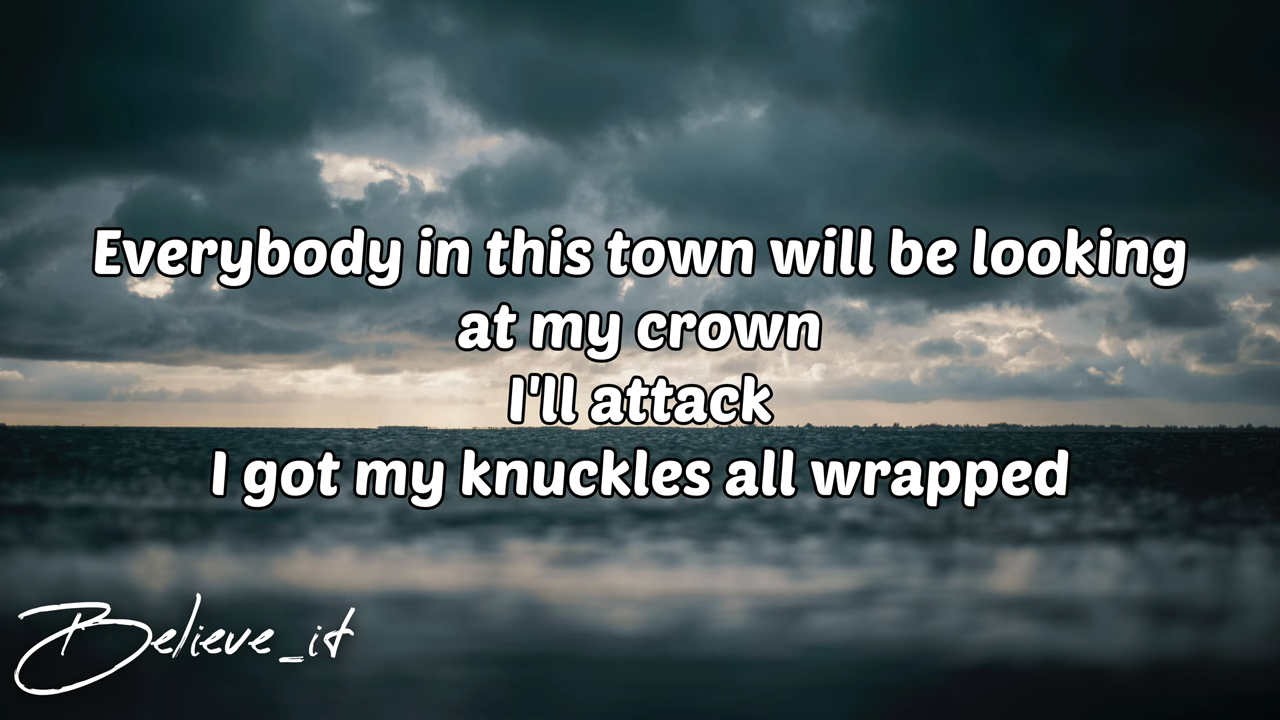 Everybody in this town will be looking
at my crown
I'll attack
I got my knuckles all wrapped
Believe_it